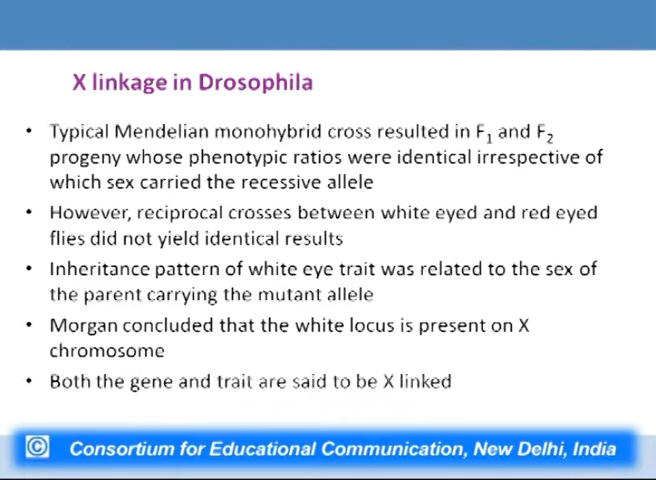 X linkage in Drosophila
• Typical Mendelian monohybrid cross resulted in F₁ and F₂
progeny whose phenotypic ratios were identical irrespective of
which sex carried the recessive allele
• However, reciprocal crosses between white eyed and red eyed
flies did not yield identical results
• Inheritance pattern of white eye trait was related to the sex of
the parent carrying the mutant allele
• Morgan concluded that the white locus is present on X
chromosome
• Both the gene and trait are said to be X linked
© Consortium for Educational Communication, New Delhi, India